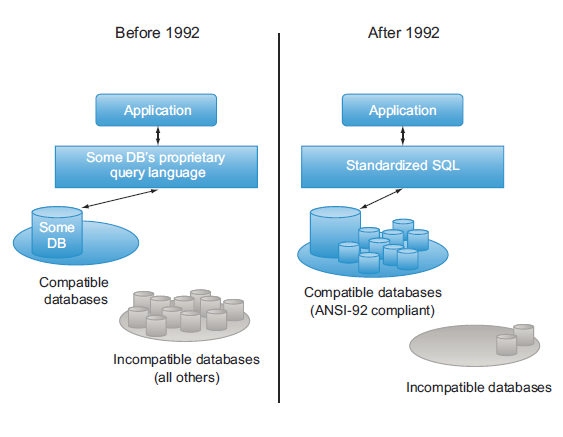 Before 1992
Application
Some DB's proprietary
query language
Some
DB
Compatible
databases
Incompatible databases
(all others)
After 1992
Application
Standardized SQL
Compatible databases
(ANSI-92 compliant)
Incompatible databases